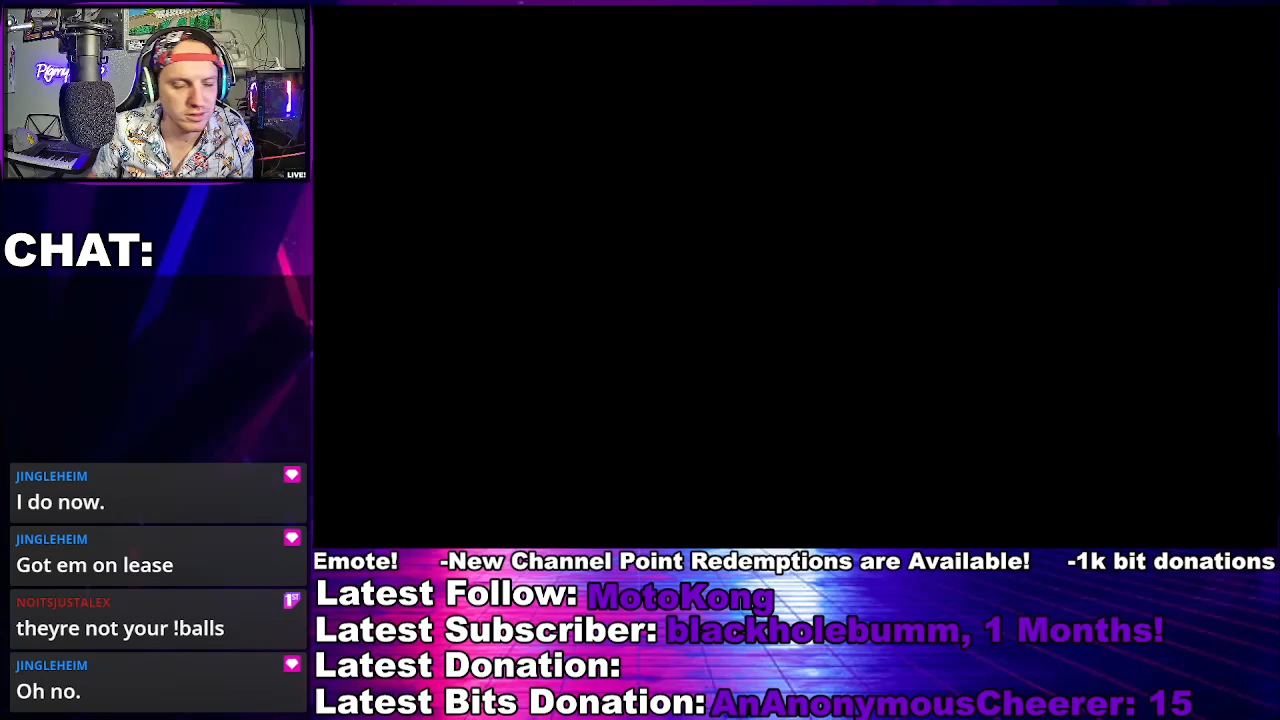 LIVE!
CHAT:
JINGLEHEIM
I do now.
JINGLEHEIM
Got em on lease
NOITSJUSTALEX
1ST
theyre not your !balls
JINGLEHEIM
Oh no.
Emote! -New Channel Point Redemptions are Available! -1k bit donations
Latest Follow: MotoKong
Latest Subscriber: blackholebumm, 1 Months!
Latest Donation:
Latest Bits Donation: AnAnonymousCheerer: 15